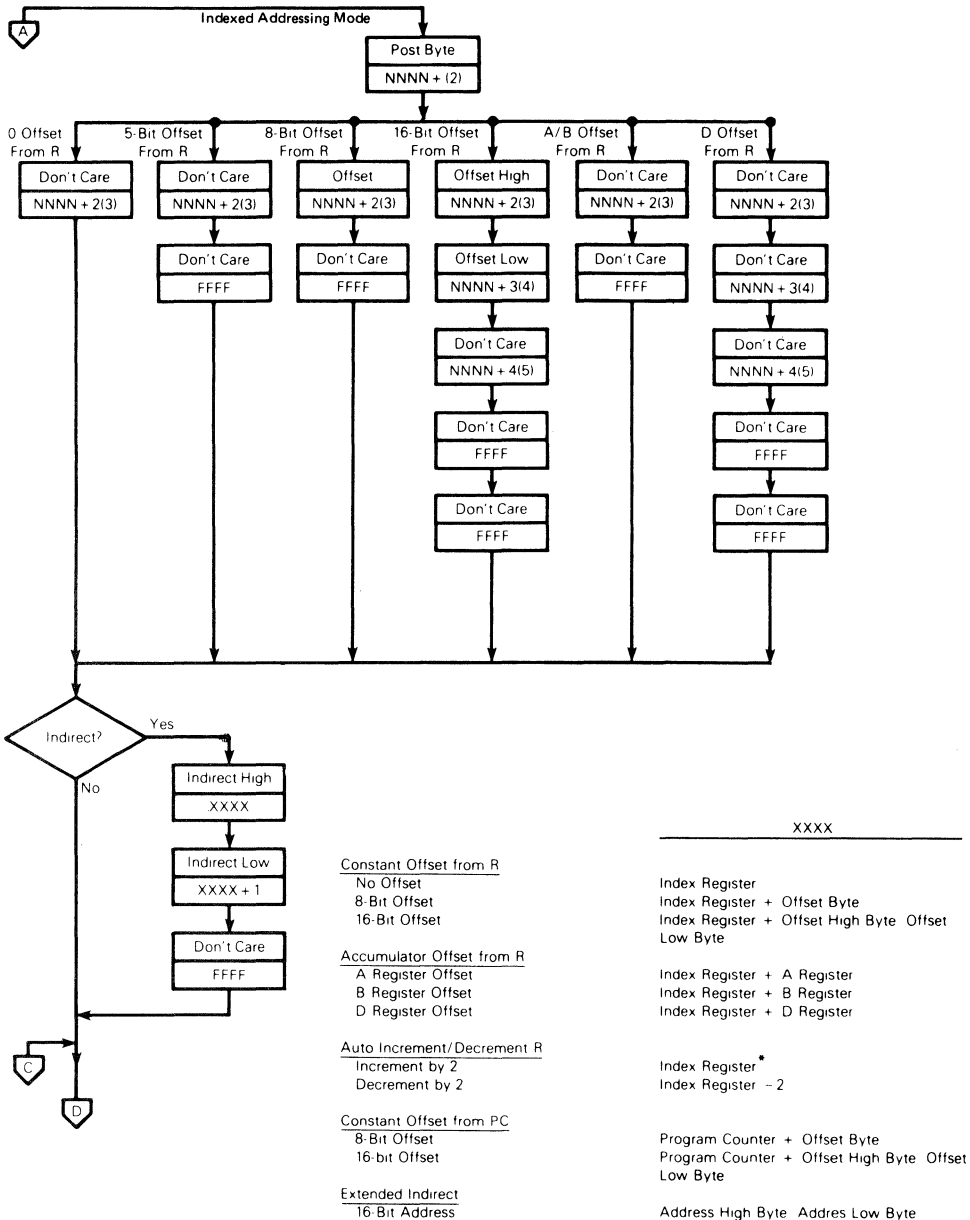 Indexed Addressing Mode
A
Post Byte
NNNN + (2)
0 Offset From R
5-Bit Offset From R
8-Bit Offset From R
16-Bit Offset From R
A/B Offset From R
D Offset From R
Don't Care
NNNN + 2(3)
Don't Care
NNNN + 2(3)
Don't Care
FFFF
Offset
NNNN + 2(3)
Don't Care
FFFF
Offset High
NNNN + 2(3)
Offset Low
NNNN + 3(4)
Don't Care
NNNN + 4(5)
Don't Care
FFFF
Don't Care
FFFF
Don't Care
NNNN + 2(3)
Don't Care
FFFF
Don't Care
NNNN + 2(3)
Don't Care
NNNN + 3(4)
Don't Care
NNNN + 4(5)
Don't Care
FFFF
Don't Care
FFFF
Indirect?
Yes
No
Indirect High
XXXX
Indirect Low
XXXX + 1
Don't Care
FFFF
C
D
XXXX
Constant Offset from R
No Offset Index Register
8-Bit Offset Index Register + Offset Byte
16-Bit Offset Index Register + Offset High Byte Offset
Low Byte
Accumulator Offset from R
A Register Offset Index Register + A Register
B Register Offset Index Register + B Register
D Register Offset Index Register + D Register
Auto Increment/Decrement R
Increment by 2 Index Register*
Decrement by 2 Index Register - 2
Constant Offset from PC
8-Bit Offset Program Counter + Offset Byte
16-bit Offset Program Counter + Offset High Byte Offset
Low Byte
Extended Indirect
16-Bit Address Address High Byte Addres Low Byte